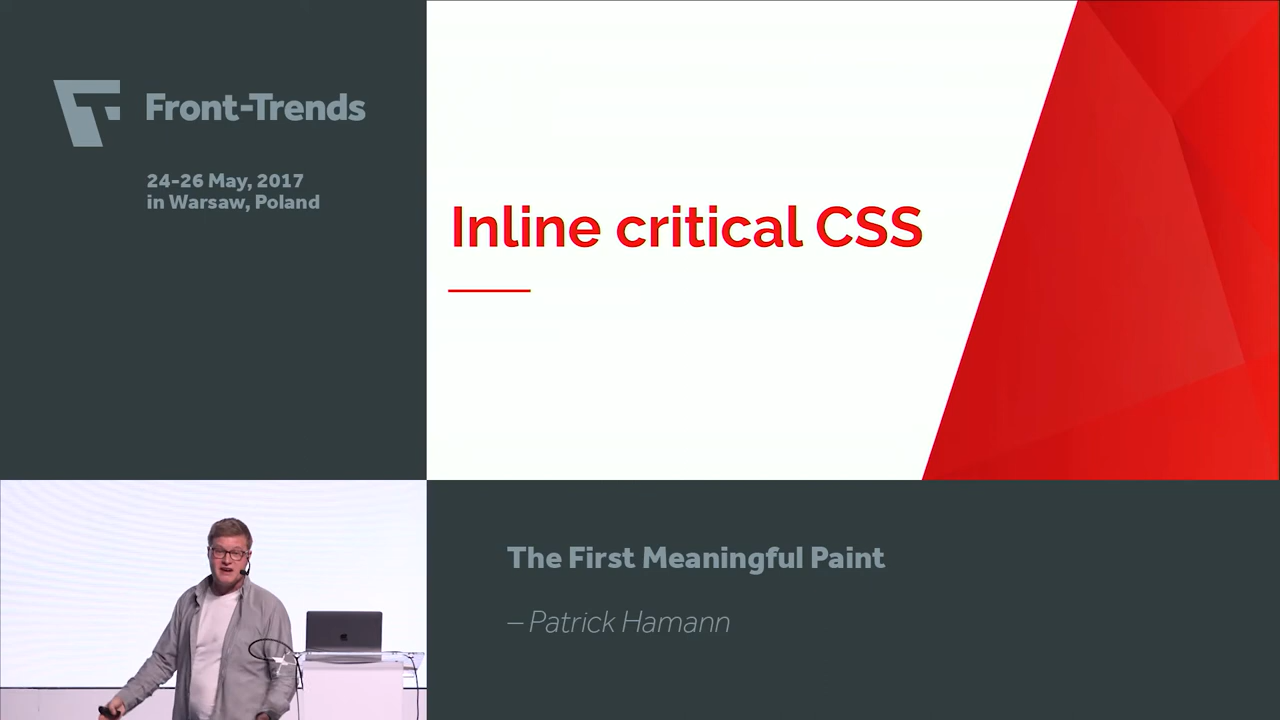 Front-Trends
24-26 May, 2017
in Warsaw, Poland
Inline critical CSS
The First Meaningful Paint
– Patrick Hamann